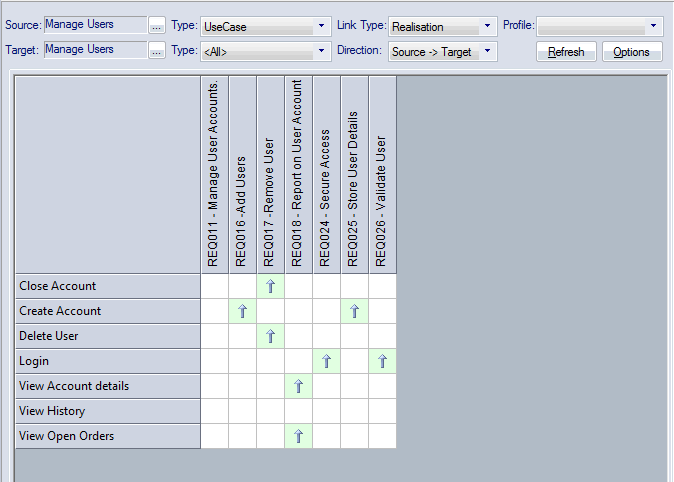 Source: Manage Users ... Type: UseCase Link Type: Realisation Profile:
Target: Manage Users ... Type: <All> Direction: Source -> Target Refresh Options
REQ011 - Manage User Accounts.
REQ016 -Add Users
REQ017 -Remove User
REQ018 - Report on User Account
REQ024 - Secure Access
REQ025 - Store User Details
REQ026 - Validate User
Close Account
Create Account
Delete User
Login
View Account details
View History
View Open Orders